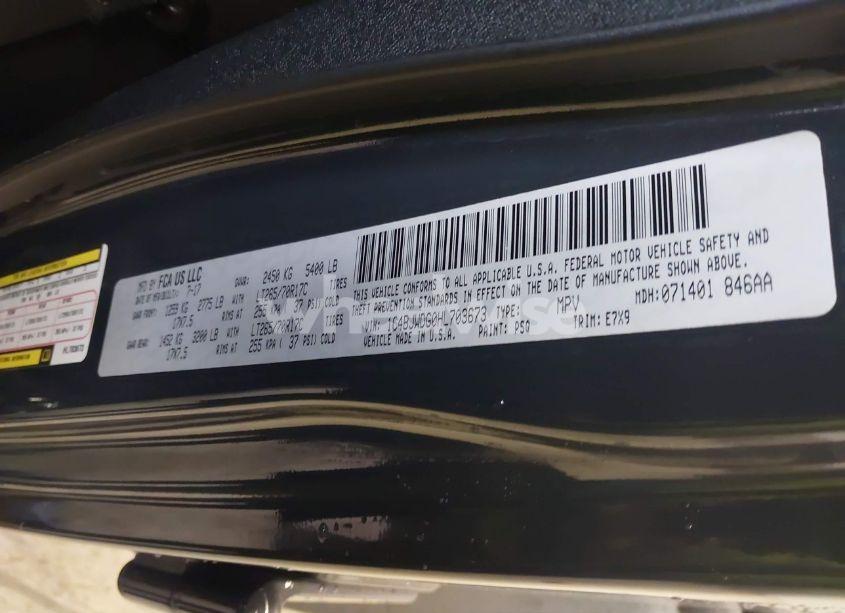 MFD BY FCA US LLC
DATE OF MFR 7-17 GVWR: 2450 KG 5400 LB
GAWR FRONT: 1259 KG 2775 LB WITH LT265/70R17C TIRES
17X7.5 RIMS AT 255 KPA ( 37 PSI) COLD
GAWR REAR: 1452 KG 3200 LB WITH LT265/70R17C TIRES
17X7.5 RIMS AT 255 KPA ( 37 PSI) COLD
THIS VEHICLE CONFORMS TO ALL APPLICABLE U.S.A. FEDERAL MOTOR VEHICLE SAFETY AND
THEFT PREVENTION STANDARDS IN EFFECT ON THE DATE OF MANUFACTURE SHOWN ABOVE.
VIN: 1C4BJWDG0HL703673 TYPE: MPV MDH: 071401 846AA
VEHICLE MADE IN U.S.A. PAINT: TRIM: E7X9